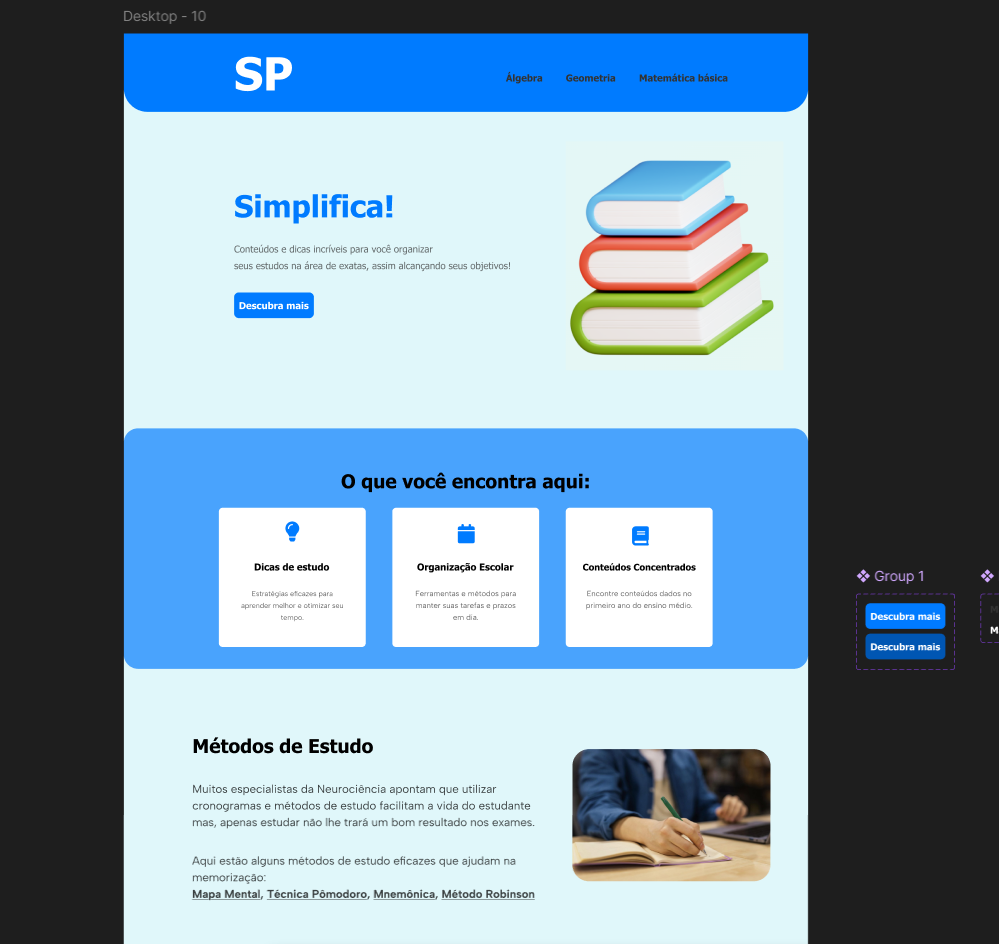 Desktop - 10
SP
Álgebra
Geometria
Matemática básica
Simplifica!
Conteúdos e dicas incríveis para você organizar
seus estudos na área de exatas, assim alcançando seus objetivos!
Descubra mais
O que você encontra aqui:
Dicas de estudo
Estratégias eficazes para
aprender melhor e otimizar seu
tempo.
Organização Escolar
Ferramentas e métodos para
manter suas tarefas e prazos
em dia.
Conteúdos Concentrados
Encontre conteúdos dados no
primeiro ano do ensino médio.
Group 1
Descubra mais
Descubra mais
Métodos de Estudo
Muitos especialistas da Neurociência apontam que utilizar
cronogramas e métodos de estudo facilitam a vida do estudante
mas, apenas estudar não lhe trará um bom resultado nos exames.
Aqui estão alguns métodos de estudo eficazes que ajudam na
memorização:
Mapa Mental, Técnica Pômodoro, Mnemônica, Método Robinson